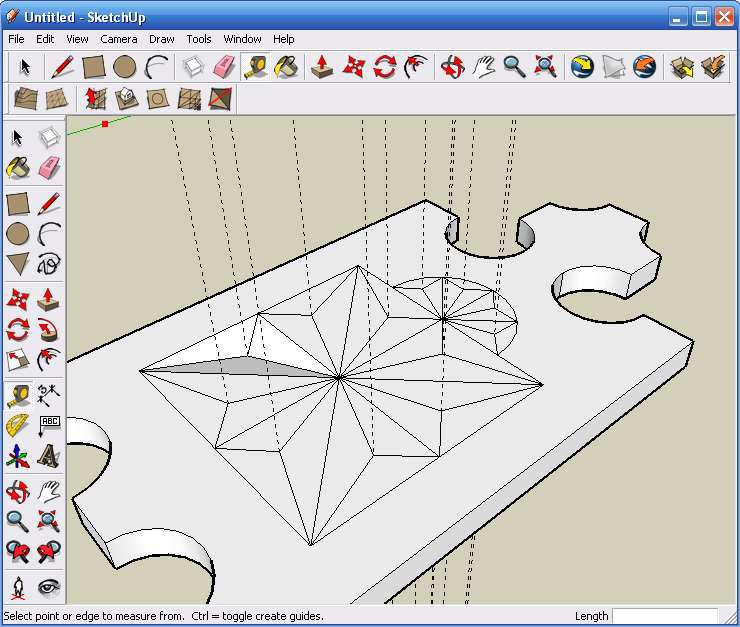 Untitled - SketchUp
File Edit View Camera Draw Tools Window Help
ABC
A
Select point or edge to measure from. Ctrl = toggle create guides. Length